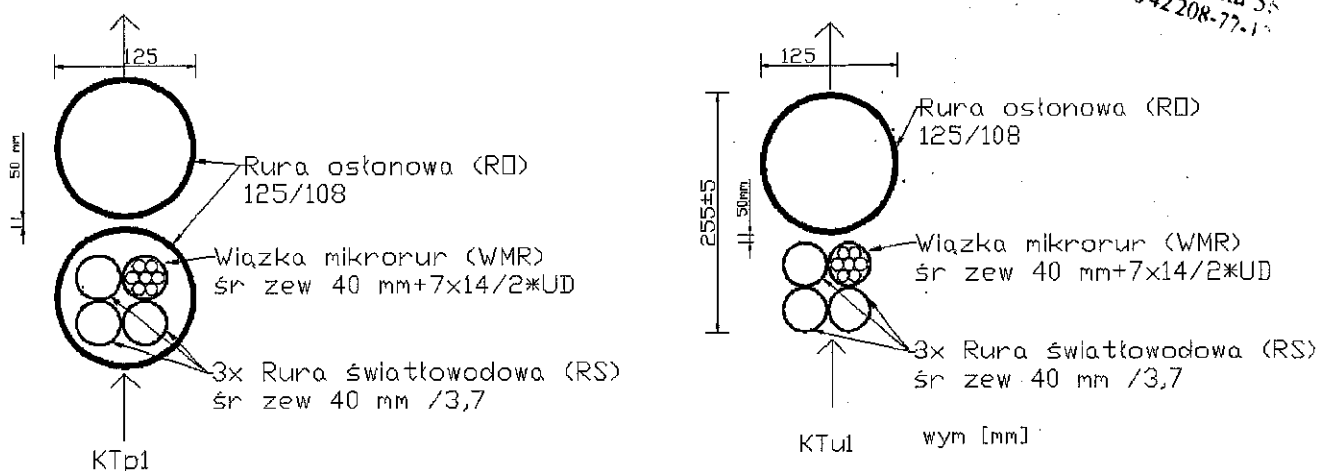 42208-77-1
125
50 mm
Rura osłonowa (RO)
125/108
Wiązka mikrorur (WMR)
śr zew 40 mm+7x14/2*UD
3x Rura światłowodowa (RS)
śr zew 40 mm /3,7
KTp1
125
255±5
50mm
Rura osłonowa (RO)
125/108
Wiązka mikrorur (WMR)
śr zew 40 mm+7x14/2*UD
3x Rura światłowodowa (RS)
śr zew 40 mm /3,7
KTu1
wym [mm]